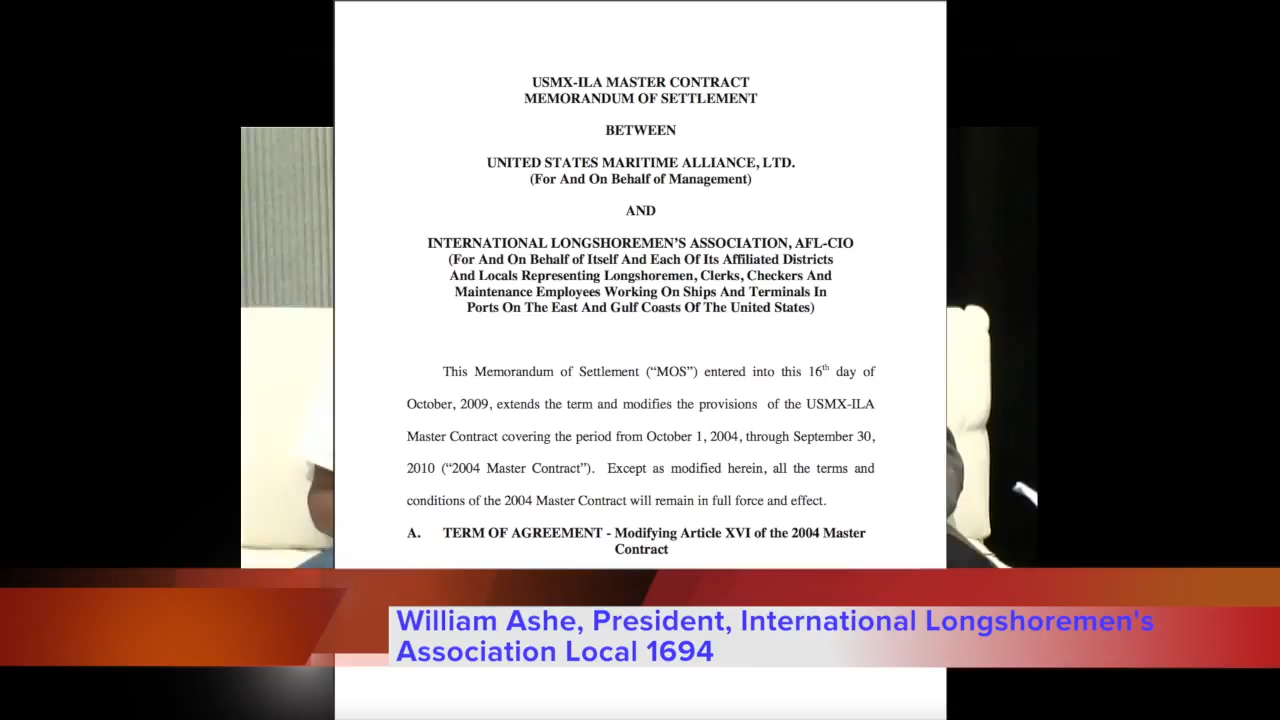 USMX-ILA MASTER CONTRACT
MEMORANDUM OF SETTLEMENT
BETWEEN
UNITED STATES MARITIME ALLIANCE, LTD.
(For And On Behalf of Management)
AND
INTERNATIONAL LONGSHOREMEN’S ASSOCIATION, AFL-CIO
(For And On Behalf of Itself And Each Of Its Affiliated Districts
And Locals Representing Longshoremen, Clerks, Checkers And
Maintenance Employees Working On Ships And Terminals In
Ports On The East And Gulf Coasts Of The United States)
This Memorandum of Settlement (“MOS”) entered into this 16th day of
October, 2009, extends the term and modifies the provisions of the USMX-ILA
Master Contract covering the period from October 1, 2004, through September 30,
2010 (“2004 Master Contract”). Except as modified herein, all the terms and
conditions of the 2004 Master Contract will remain in full force and effect.
A. TERM OF AGREEMENT - Modifying Article XVI of the 2004 Master
Contract
William Ashe, President, International Longshoremen's
Association Local 1694